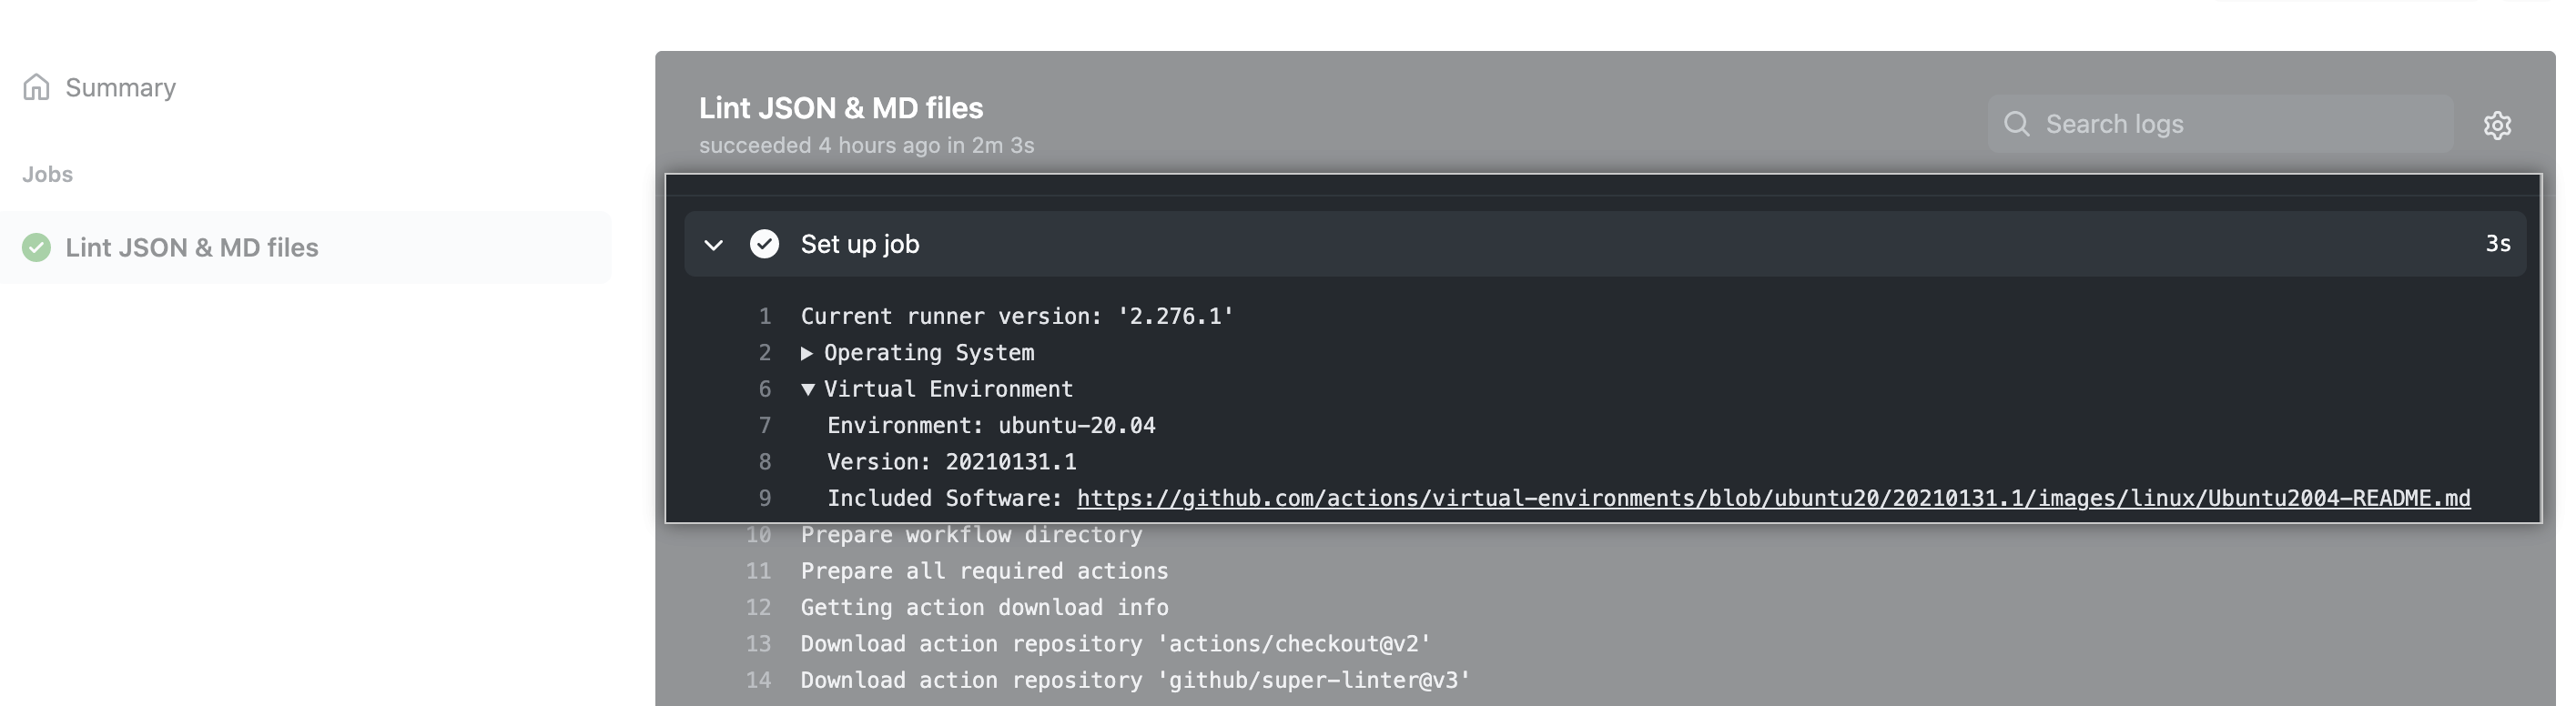 Summary
Jobs
Lint JSON & MD files
Lint JSON & MD files
succeeded 4 hours ago in 2m 3s
Search logs
Set up job 3s
1 Current runner version: '2.276.1'
2 ▶ Operating System
6 ▼ Virtual Environment
7 Environment: ubuntu-20.04
8 Version: 20210131.1
9 Included Software: https://github.com/actions/virtual-environments/blob/ubuntu20/20210131.1/images/linux/Ubuntu2004-README.md
10 Prepare workflow directory
11 Prepare all required actions
12 Getting action download info
13 Download action repository 'actions/checkout@v2'
14 Download action repository 'github/super-linter@v3'